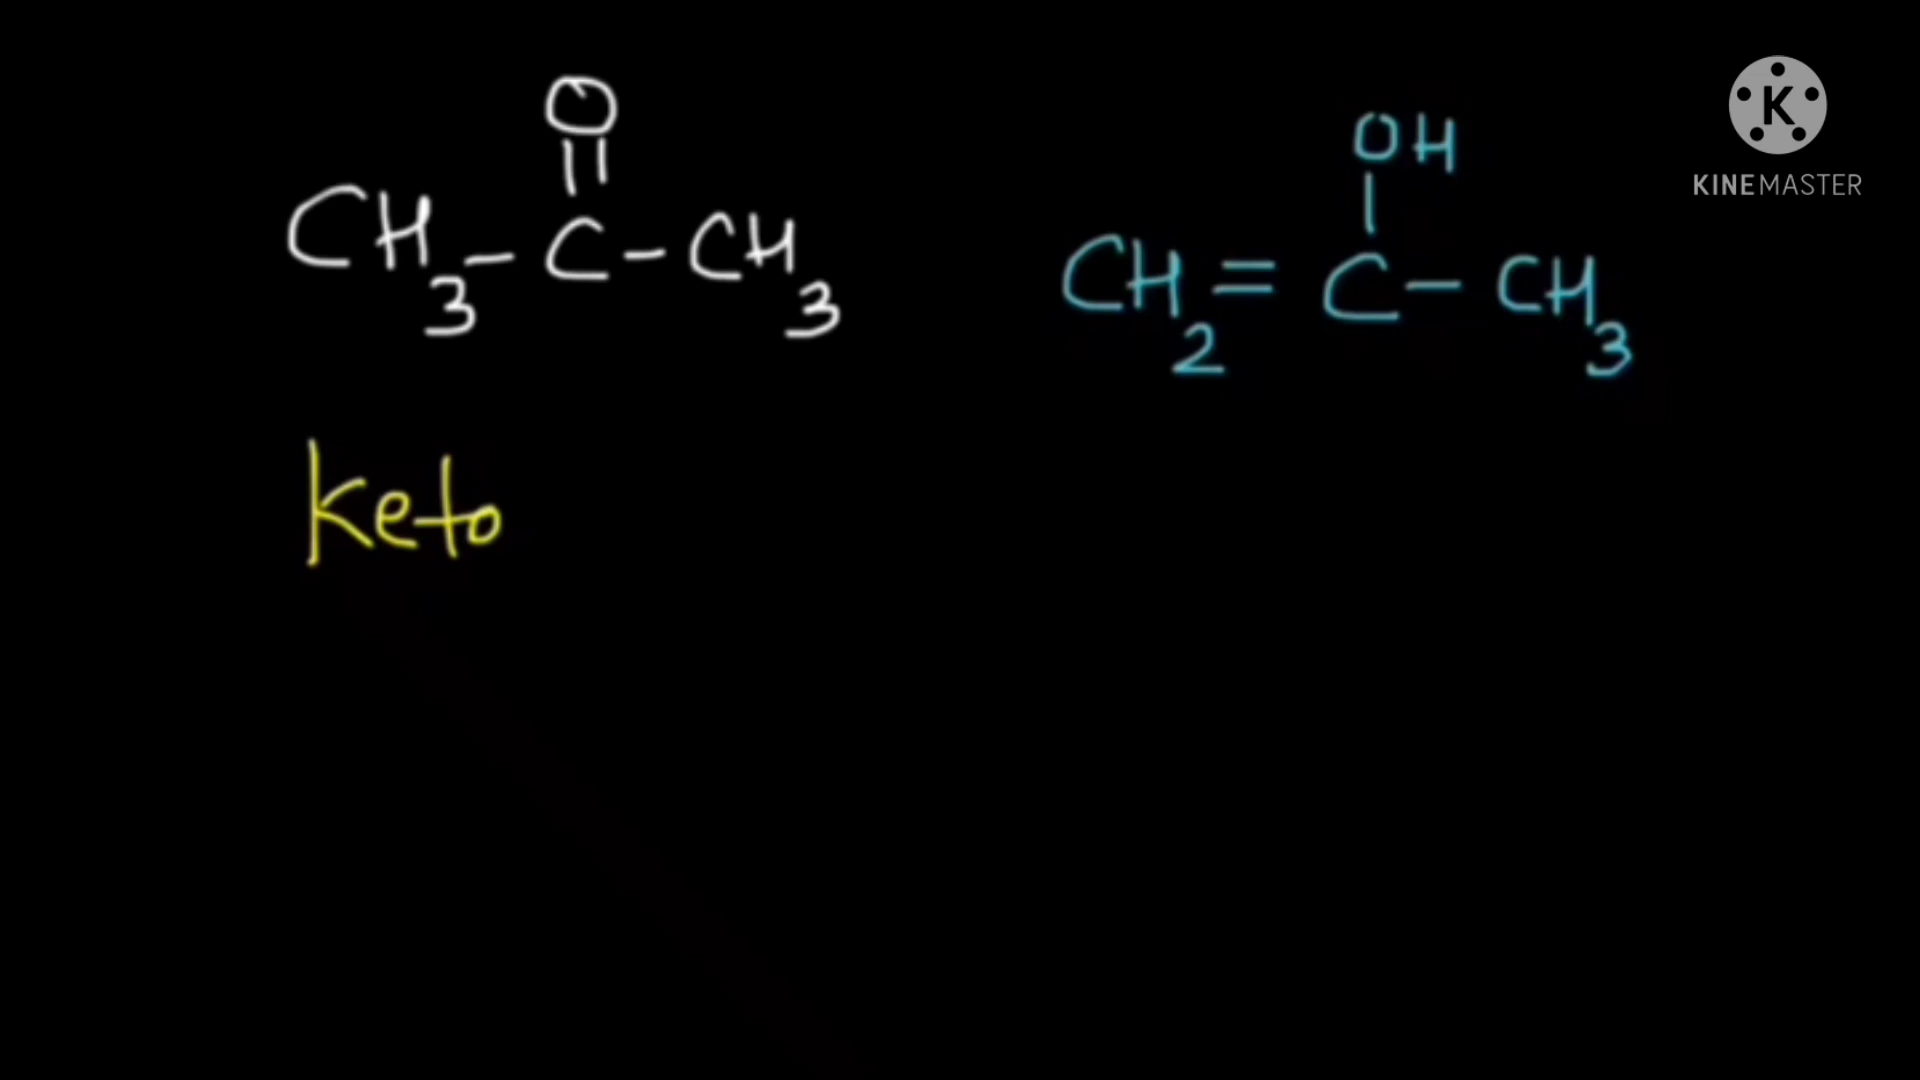 O
||
CH3 - C - CH3
OH
|
CH2 = C - CH3
Keto
K
KINEMASTER